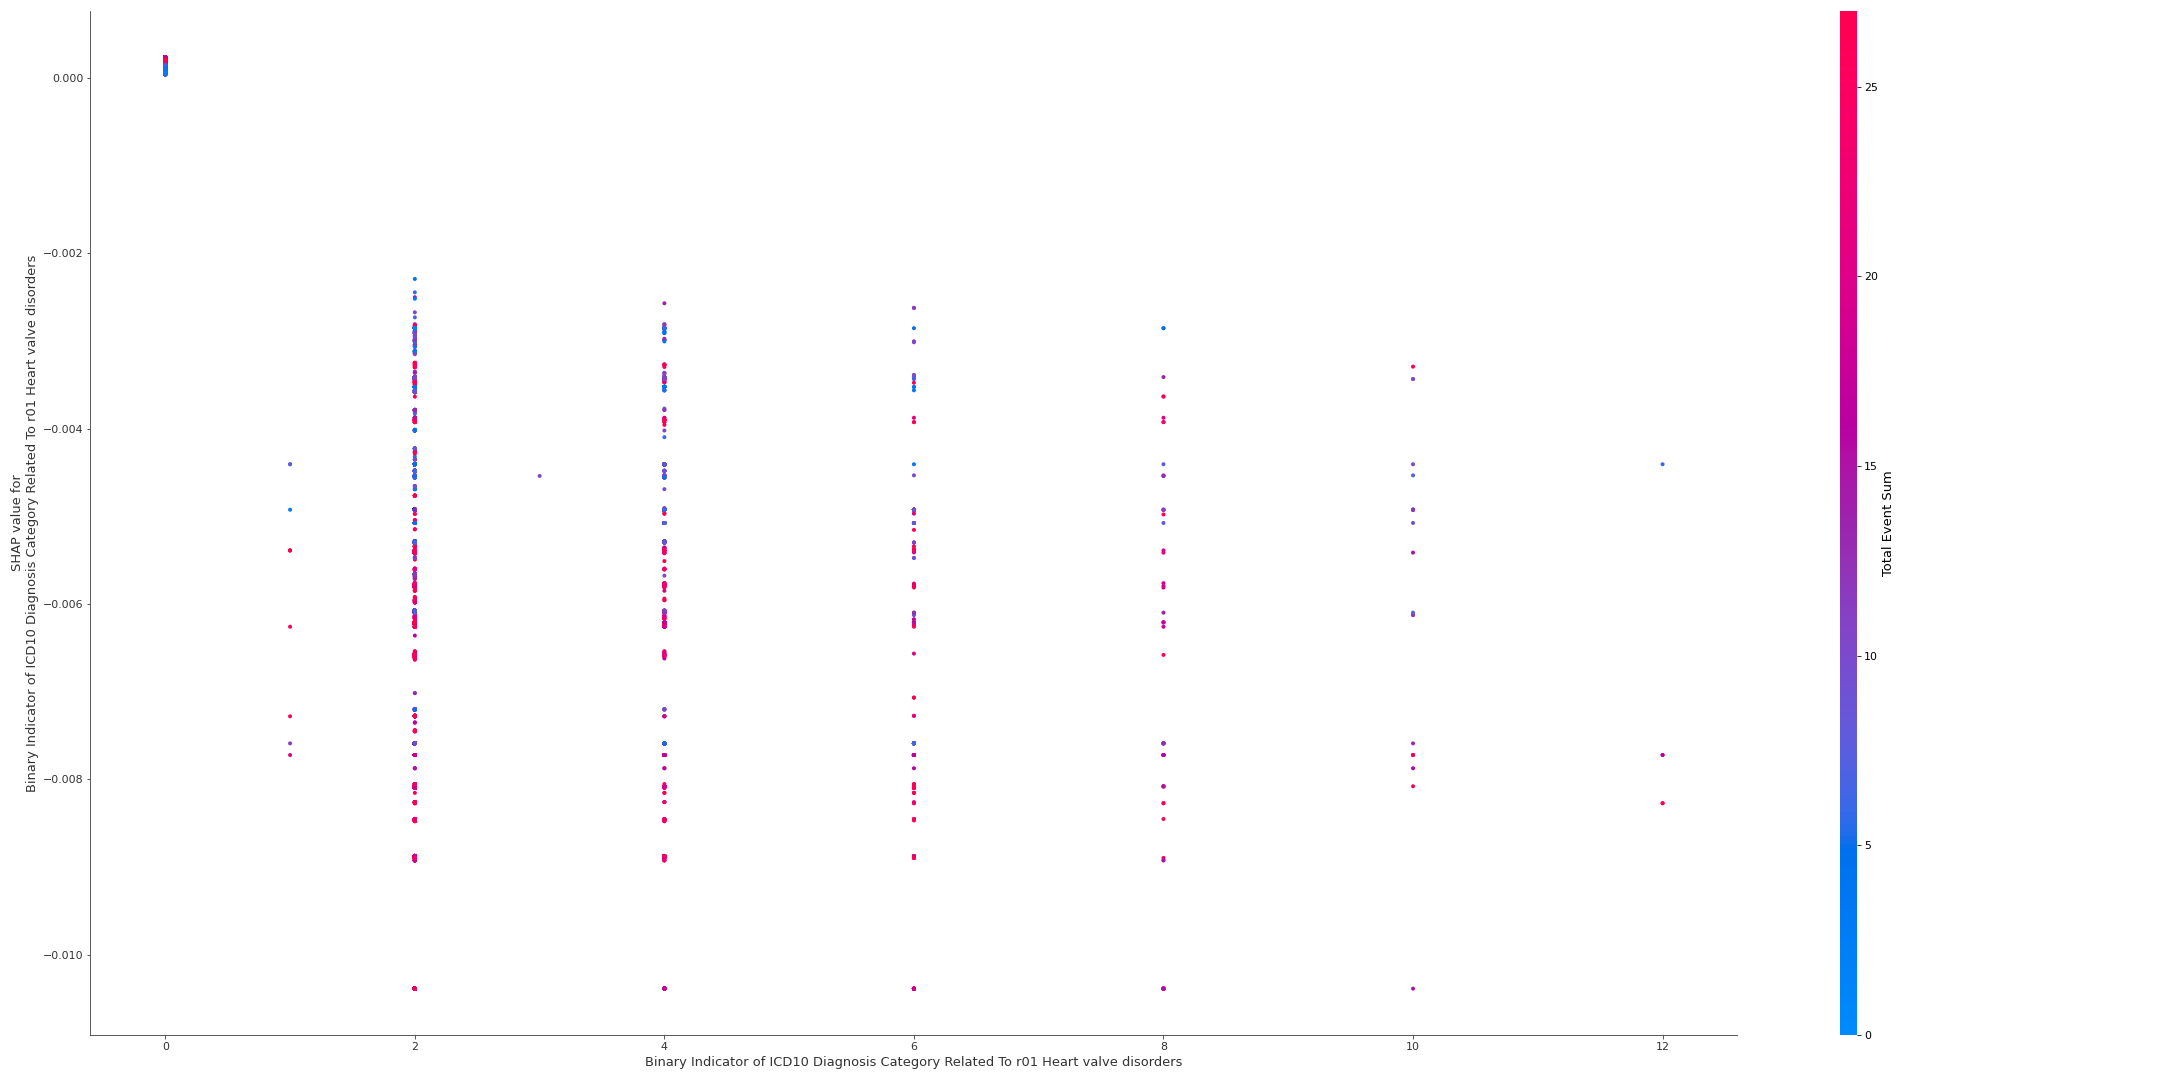 0.000
−0.002
−0.004
−0.006
−0.008
−0.010
SHAP value for
Binary Indicator of ICD10 Diagnosis Category Related To r01 Heart valve disorders
0 2 4 6 8 10 12
Binary Indicator of ICD10 Diagnosis Category Related To r01 Heart valve disorders
25
20
15
10
5
0
Total Event Sum